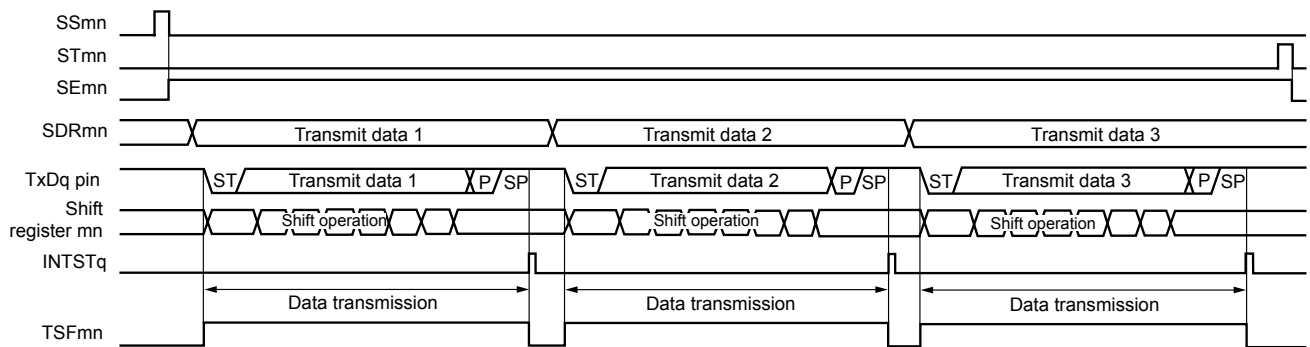 SSmn
STmn
SEmn
SDRmn Transmit data 1 Transmit data 2 Transmit data 3
TxDq pin ST Transmit data 1 P SP ST Transmit data 2 P SP ST Transmit data 3 P SP
Shift
register mn Shift operation Shift operation Shift operation
INTSTq
Data transmission Data transmission Data transmission
TSFmn